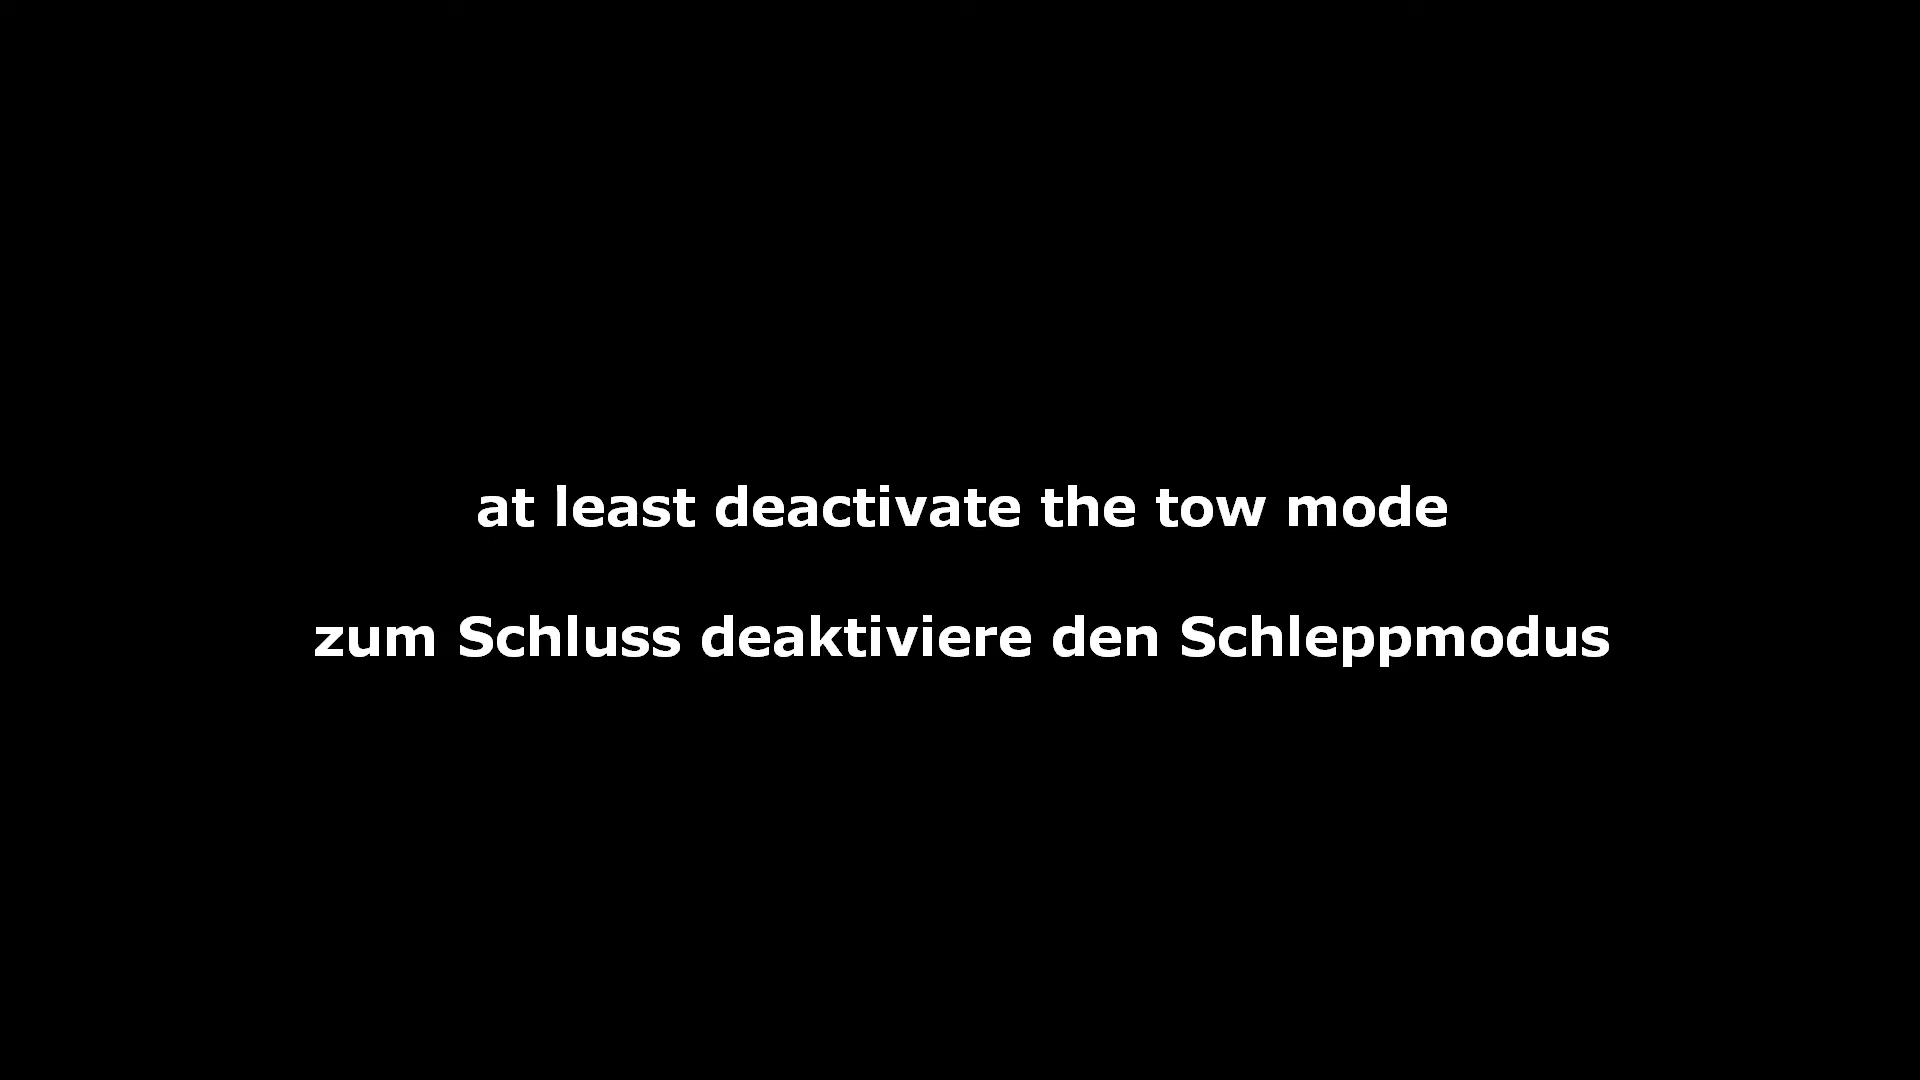 at least deactivate the tow mode
zum Schluss deaktiviere den Schleppmodus